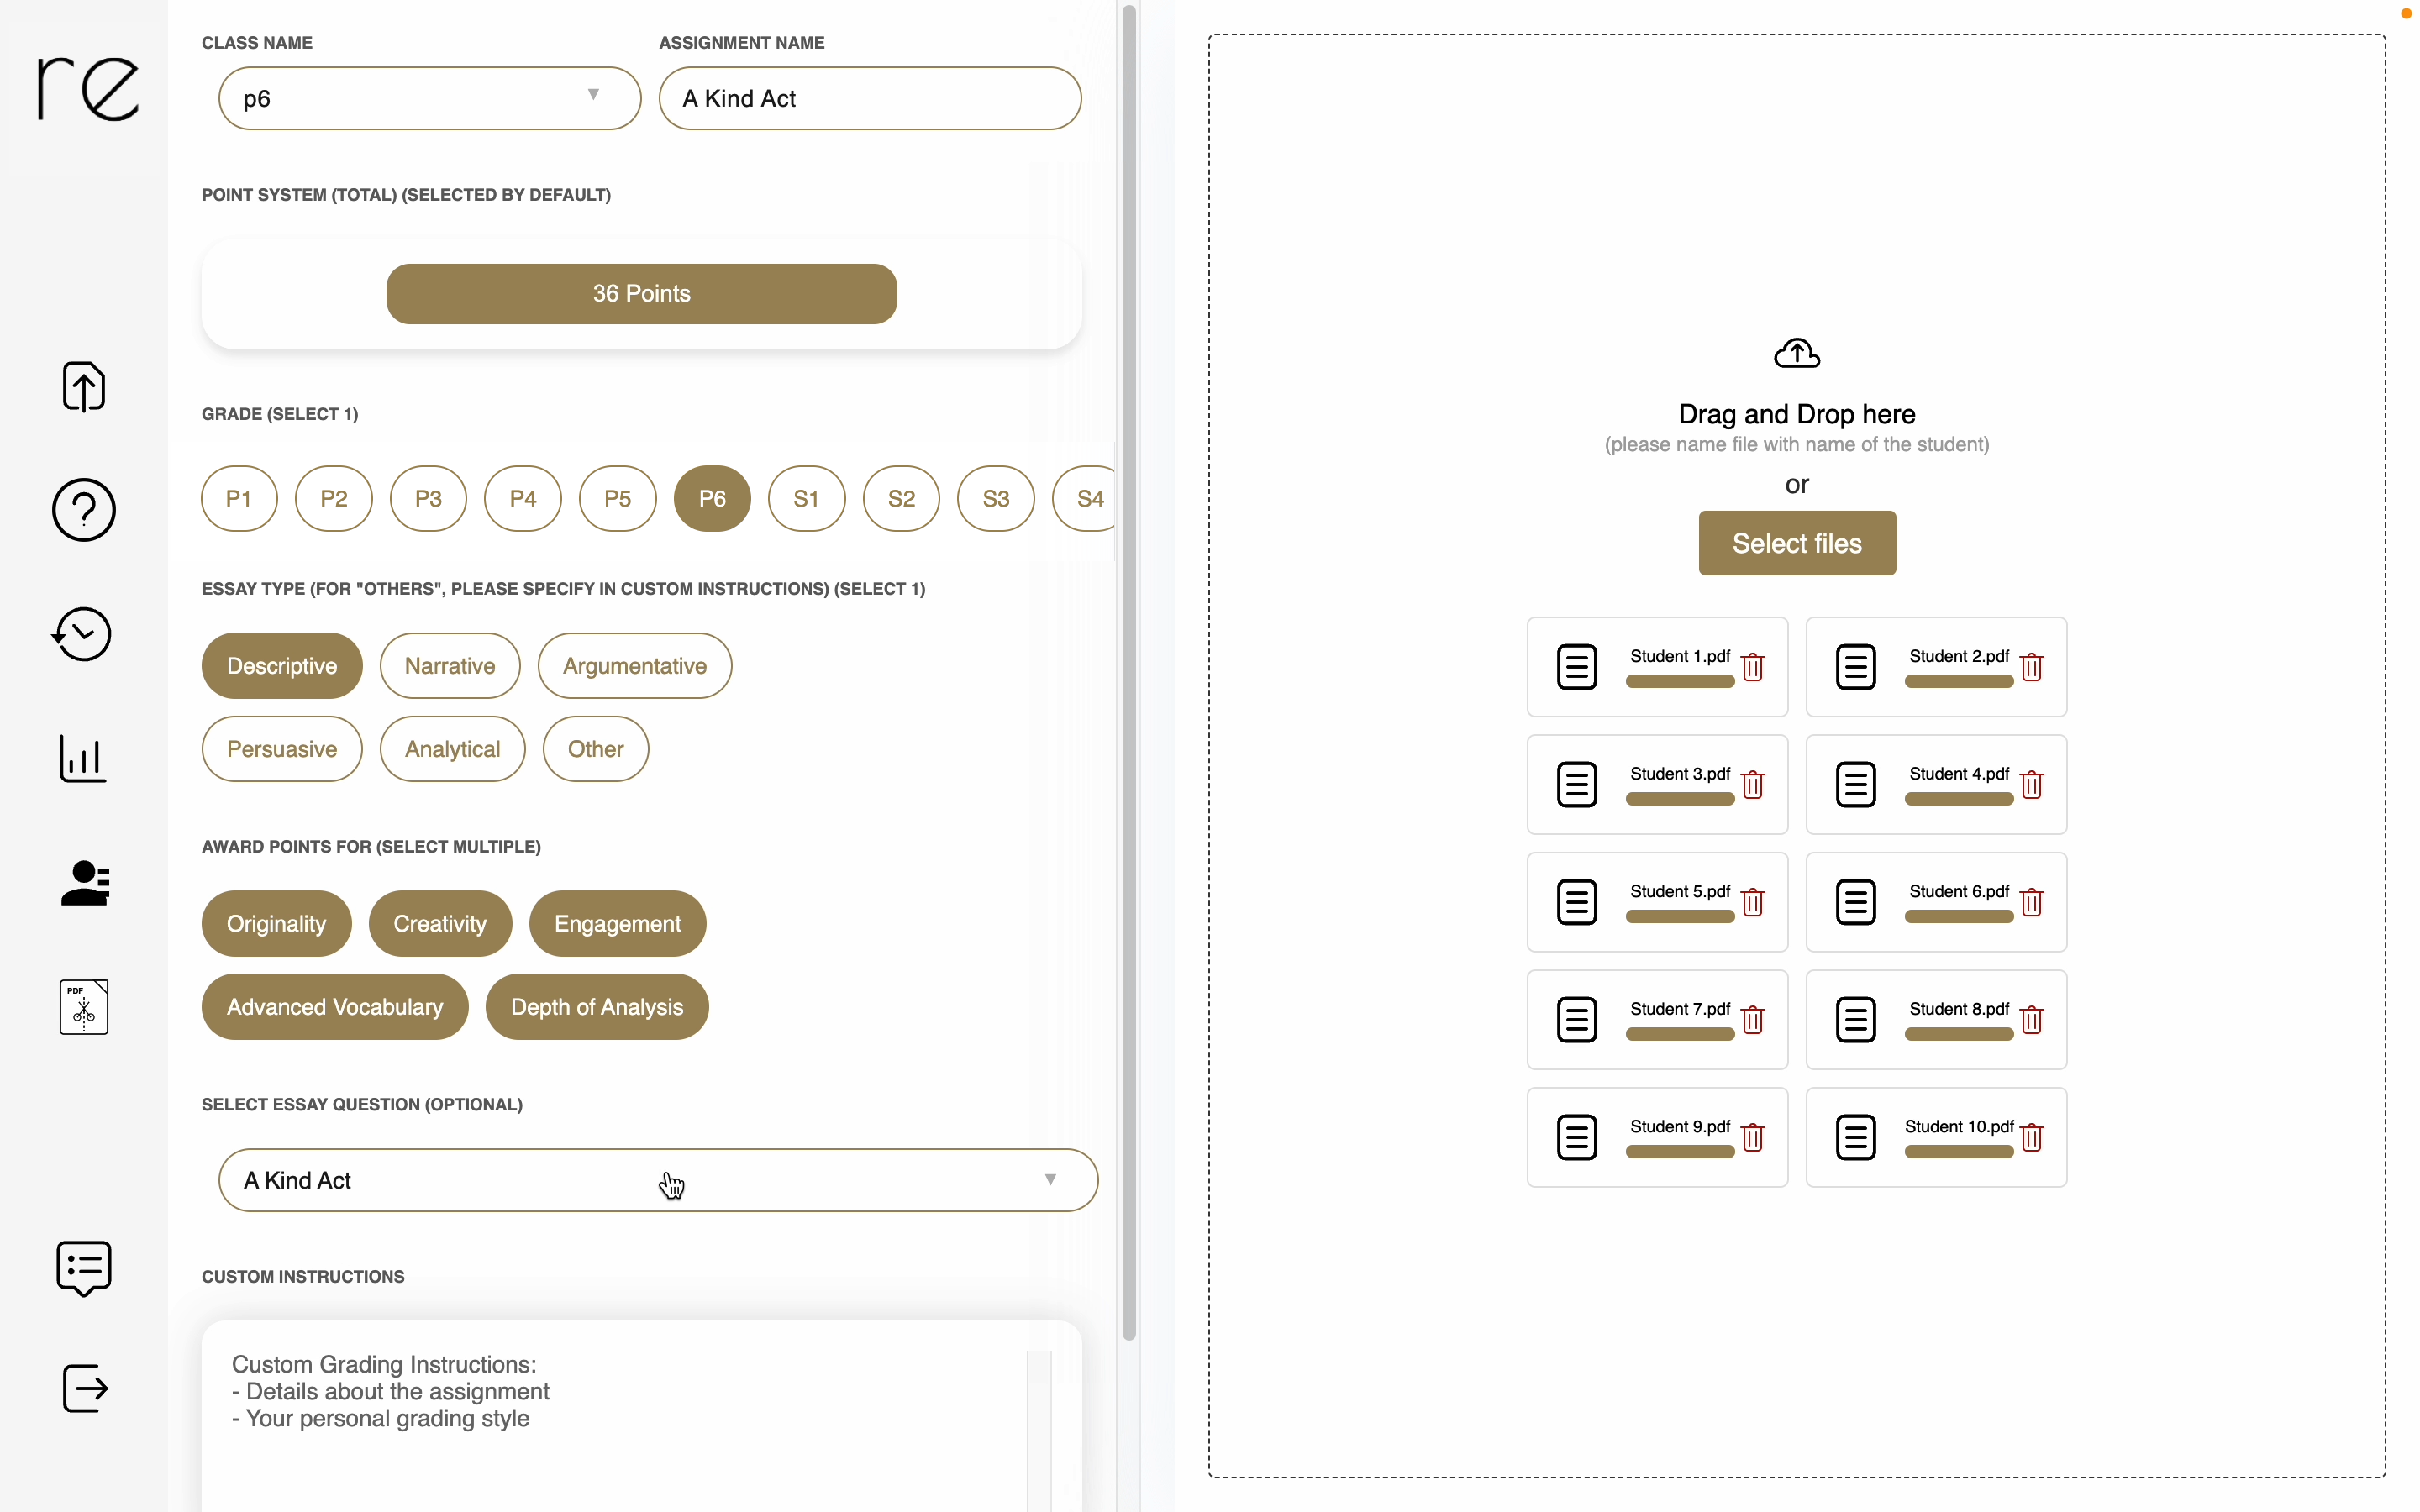 re
CLASS NAME
ASSIGNMENT NAME
p6
A Kind Act
POINT SYSTEM (TOTAL) (SELECTED BY DEFAULT)
36 Points
GRADE (SELECT 1)
P1
P2
P3
P4
P5
P6
S1
S2
S3
S4
ESSAY TYPE (FOR "OTHERS", PLEASE SPECIFY IN CUSTOM INSTRUCTIONS) (SELECT 1)
Descriptive
Narrative
Argumentative
Persuasive
Analytical
Other
AWARD POINTS FOR (SELECT MULTIPLE)
Originality
Creativity
Engagement
Advanced Vocabulary
Depth of Analysis
SELECT ESSAY QUESTION (OPTIONAL)
A Kind Act
CUSTOM INSTRUCTIONS
Custom Grading Instructions:
- Details about the assignment
- Your personal grading style
PDF
Drag and Drop here
(please name file with name of the student)
or
Select files
Student 1.pdf
Student 2.pdf
Student 3.pdf
Student 4.pdf
Student 5.pdf
Student 6.pdf
Student 7.pdf
Student 8.pdf
Student 9.pdf
Student 10.pdf